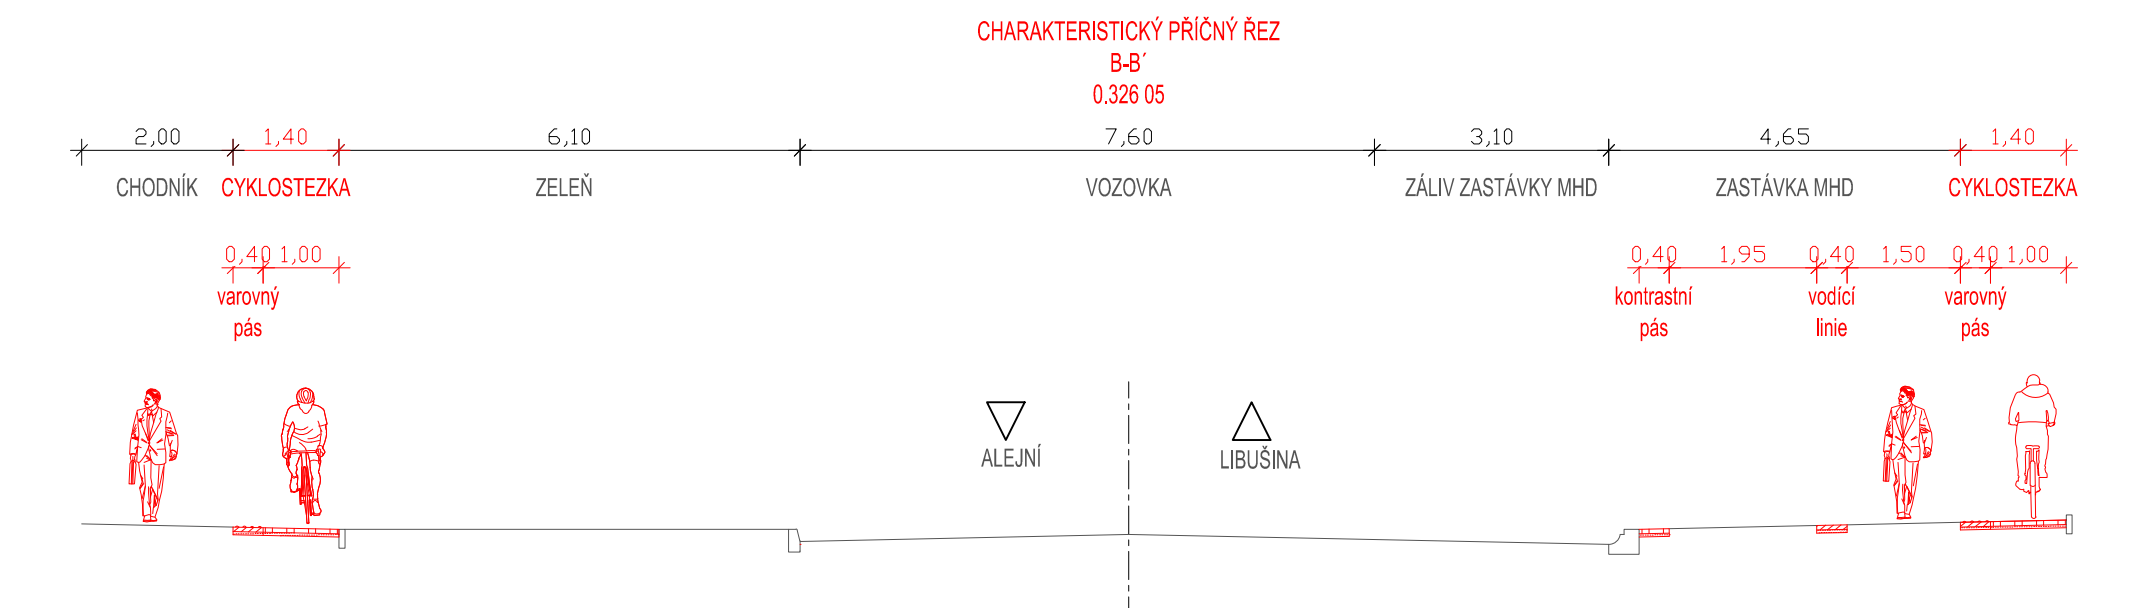 CHARAKTERISTICKÝ PŘÍČNÝ ŘEZ
B-B´
0.326 05
2,00 1,40 6,10 7,60 3,10 4,65 1,40
CHODNÍK CYKLOSTEZKA ZELEŇ VOZOVKA ZÁLIV ZASTÁVKY MHD ZASTÁVKA MHD CYKLOSTEZKA
0,40 1,00 0,40 1,95 0,40 1,50 0,40 1,00
varovný kontrastní vodící varovný
pás pás linie pás
ALEJNÍ LIBUŠINA